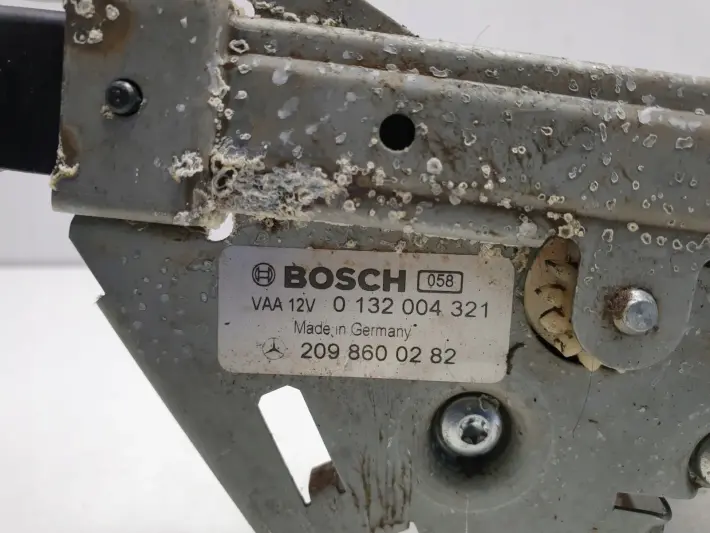 BOSCH 058
VAA 12V 0 132 004 321
Made in Germany
209 860 02 82